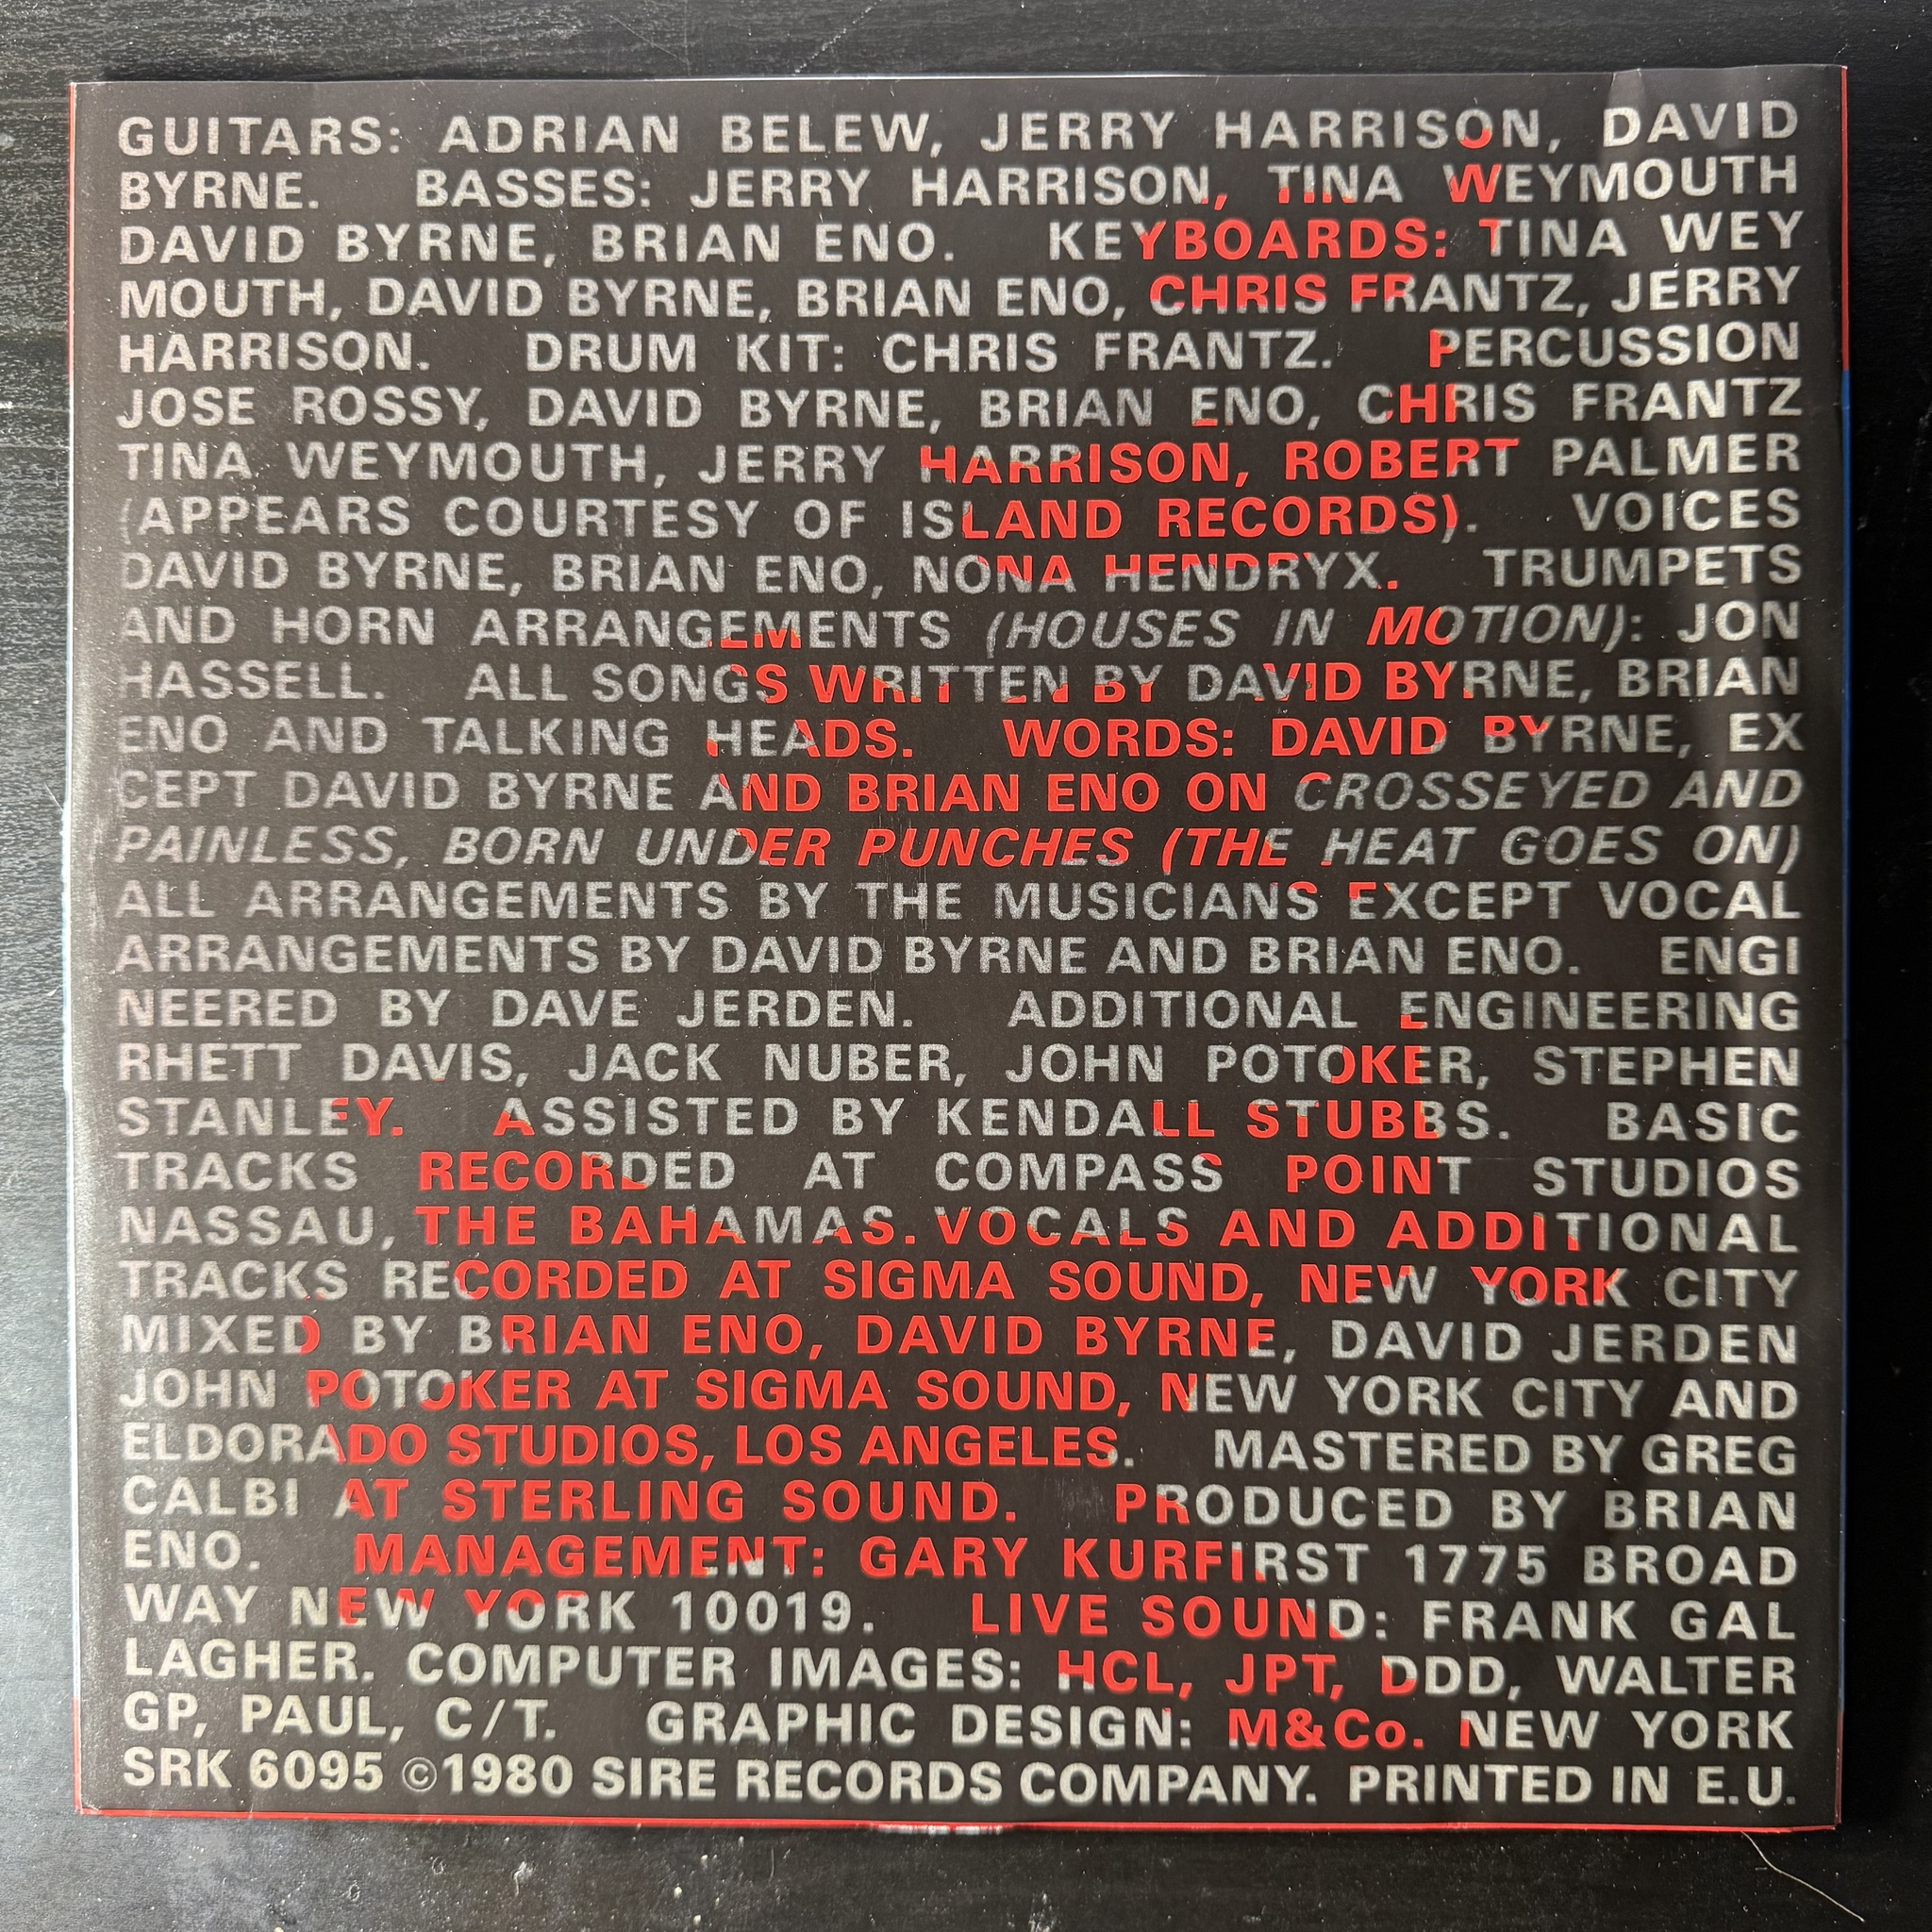 GUITARS: ADRIAN BELEW, JERRY HARRISON, DAVID
BYRNE. BASSES: JERRY HARRISON, TINA WEYMOUTH
DAVID BYRNE, BRIAN ENO. KEYBOARDS: TINA WEY
MOUTH, DAVID BYRNE, BRIAN ENO, CHRIS FRANTZ, JERRY
HARRISON. DRUM KIT: CHRIS FRANTZ. PERCUSSION
JOSE ROSSY, DAVID BYRNE, BRIAN ENO, CHRIS FRANTZ
TINA WEYMOUTH, JERRY HARRISON, ROBERT PALMER
(APPEARS COURTESY OF ISLAND RECORDS). VOICES
DAVID BYRNE, BRIAN ENO, NONA HENDRYX. TRUMPETS
AND HORN ARRANGEMENTS (HOUSES IN MOTION): JON
HASSELL. ALL SONGS WRITTEN BY DAVID BYRNE, BRIAN
ENO AND TALKING HEADS. WORDS: DAVID BYRNE, EX
CEPT DAVID BYRNE AND BRIAN ENO ON CROSSEYED AND
PAINLESS, BORN UNDER PUNCHES (THE HEAT GOES ON)
ALL ARRANGEMENTS BY THE MUSICIANS EXCEPT VOCAL
ARRANGEMENTS BY DAVID BYRNE AND BRIAN ENO. ENGI
NEERED BY DAVE JERDEN. ADDITIONAL ENGINEERING
RHETT DAVIS, JACK NUBER, JOHN POTOKER, STEPHEN
STANLEY. ASSISTED BY KENDALL STUBBS. BASIC
TRACKS RECORDED AT COMPASS POINT STUDIOS
NASSAU, THE BAHAMAS. VOCALS AND ADDITIONAL
TRACKS RECORDED AT SIGMA SOUND, NEW YORK CITY
MIXED BY BRIAN ENO, DAVID BYRNE, DAVID JERDEN
JOHN POTOKER AT SIGMA SOUND, NEW YORK CITY AND
ELDORADO STUDIOS, LOS ANGELES. MASTERED BY GREG
CALBI AT STERLING SOUND. PRODUCED BY BRIAN
ENO. MANAGEMENT: GARY KURFIRST 1775 BROAD
WAY NEW YORK 10019. LIVE SOUND: FRANK GAL
LAGHER. COMPUTER IMAGES: HCL, JPT, DDD, WALTER
GP, PAUL, C/T. GRAPHIC DESIGN: M&Co. NEW YORK
SRK 6095 ©1980 SIRE RECORDS COMPANY. PRINTED IN E.U.